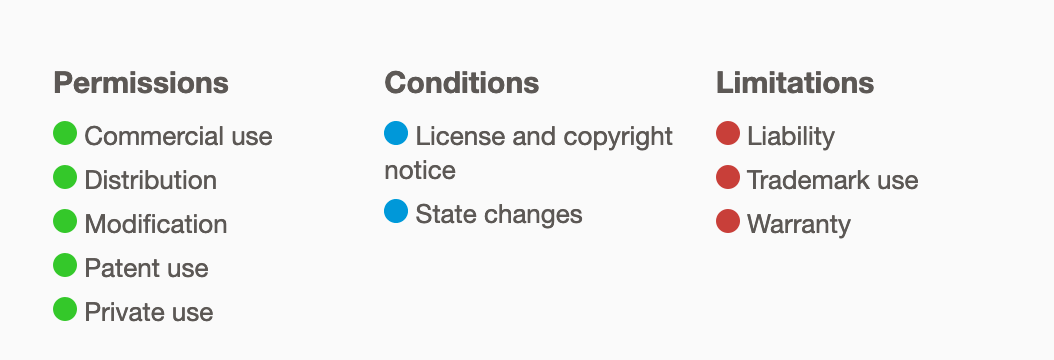 Permissions
Commercial use
Distribution
Modification
Patent use
Private use
Conditions
License and copyright
notice
State changes
Limitations
Liability
Trademark use
Warranty